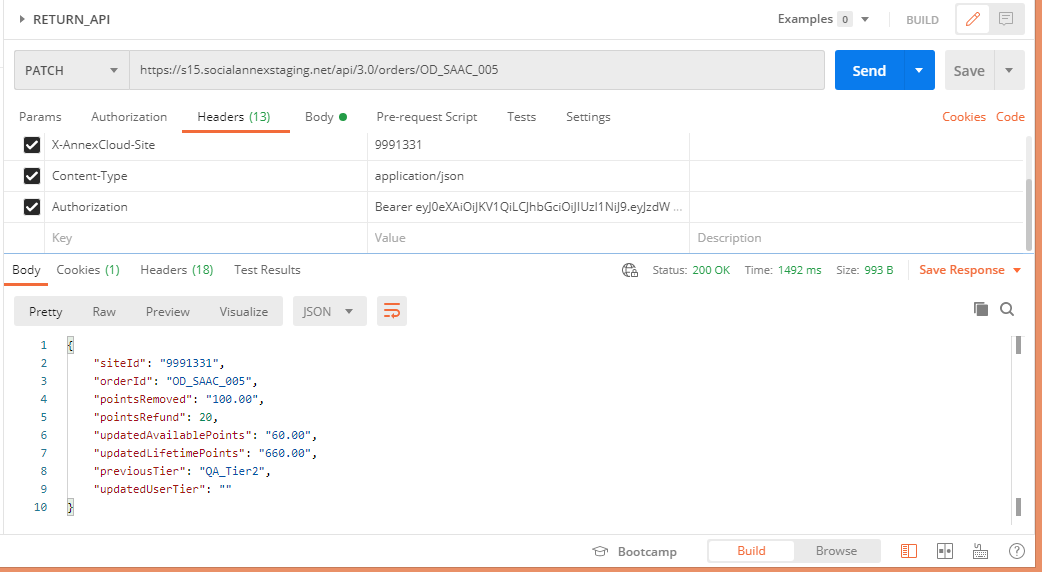 RETURN_API Examples 0 BUILD
PATCH https://s15.socialannexstaging.net/api/3.0/orders/OD_SAAC_005 Send Save
Params Authorization Headers (13) Body Pre-request Script Tests Settings Cookies Code
X-AnnexCloud-Site 9991331
Content-Type application/json
Authorization Bearer eyJ0eXAiOiJKV1QiLCJhbGciOiJIUzI1NiJ9.eyJzdW ...
Key Value Description
Body Cookies (1) Headers (18) Test Results Status: 200 OK Time: 1492 ms Size: 993 B Save Response
Pretty Raw Preview Visualize JSON
1 {
2 "siteId": "9991331",
3 "orderId": "OD_SAAC_005",
4 "pointsRemoved": "100.00",
5 "pointsRefund": 20,
6 "updatedAvailablePoints": "60.00",
7 "updatedLifetimePoints": "660.00",
8 "previousTier": "QA_Tier2",
9 "updatedUserTier": ""
10 }
Bootcamp Build Browse ?